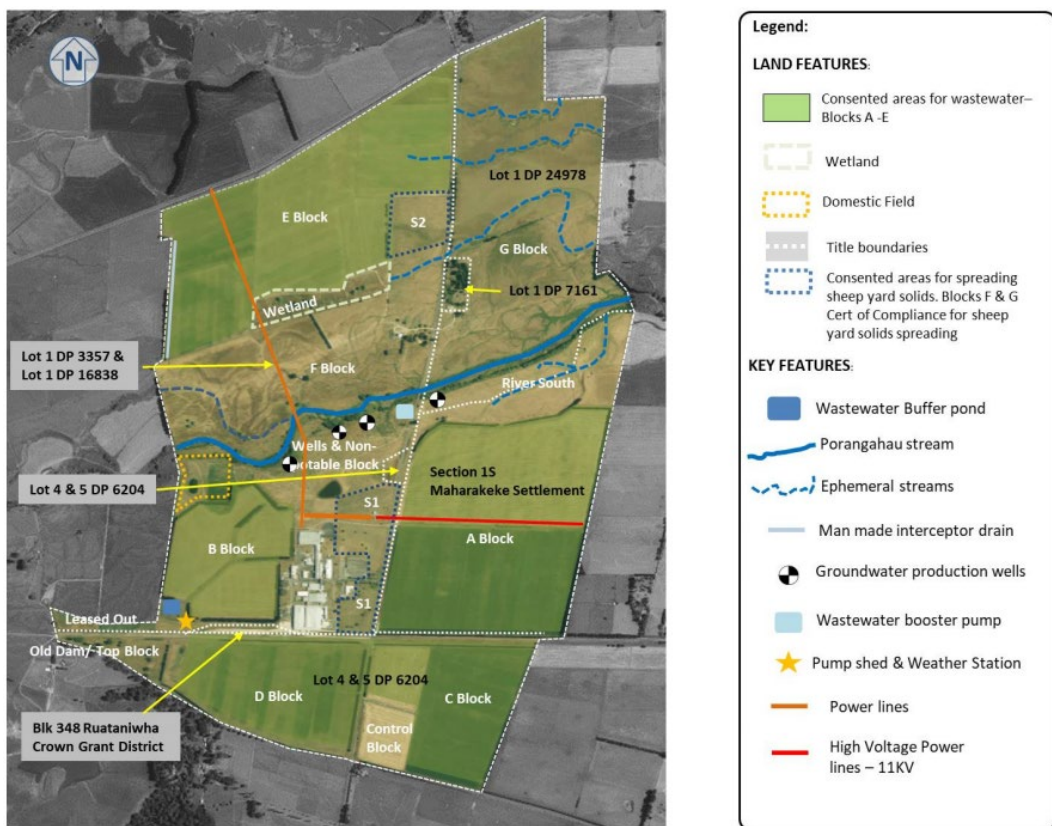 N
Lot 1 DP 24978
E Block
S2
G Block
Lot 1 DP 7161
Wetland
Lot 1 DP 3357 &
Lot 1 DP 16838
F Block
River South
Wells & Non-
potable Block
Lot 4 & 5 DP 6204
Section 1S
Maharakeke Settlement
S1
A Block
B Block
S1
Leased Out
Old Dam/ Top Block
Lot 4 & 5 DP 6204
D Block
C Block
Control
Block
Blk 348 Ruataniwha
Crown Grant District
Legend:
LAND FEATURES:
Consented areas for wastewater–
Blocks A -E
Wetland
Domestic Field
Title boundaries
Consented areas for spreading
sheep yard solids. Blocks F & G
Cert of Compliance for sheep
yard solids spreading
KEY FEATURES:
Wastewater Buffer pond
Porangahau stream
Ephemeral streams
Man made interceptor drain
Groundwater production wells
Wastewater booster pump
Pump shed & Weather Station
Power lines
High Voltage Power
lines – 11KV